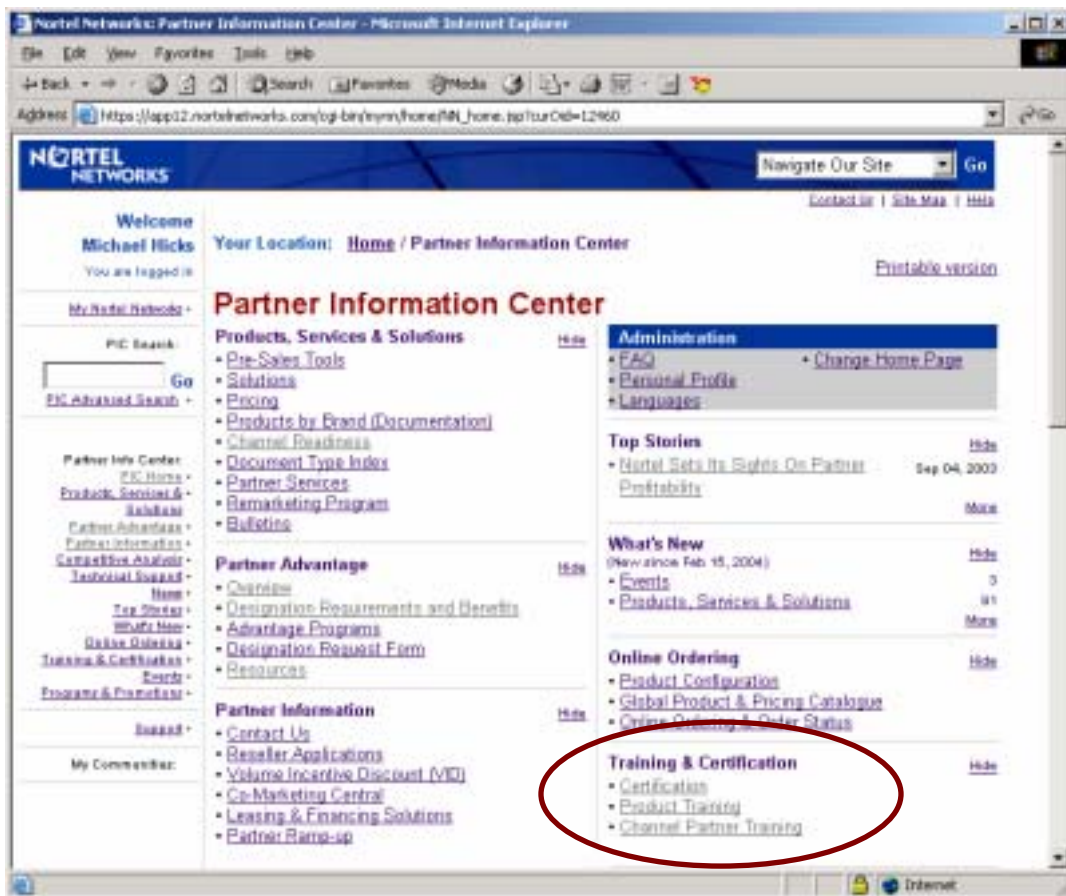 Nortel Networks: Partner Information Center - Microsoft Internet Explorer
File Edit View Favorites Tools Help
Back Search Favorites Media
Address https://app12.nortelnetworks.com/cgi-bin/mynn/home/NN_home.jsp?curOid=12460 Go
NORTEL
NETWORKS
Navigate Our Site Go
Contact Us | Site Map | Help
Welcome
Michael Hicks
You are logged in
My Nortel Networks
PIC Search:
Go
PIC Advanced Search
Partner Info Center:
PIC Home
Products, Services &
Solutions
Partner Advantage
Partner Information
Competitive Analysis
Technical Support
News
Top Stories
What's New
Online Ordering
Training & Certification
Events
Programs & Promotions
Support
My Communities:
Your Location: Home / Partner Information Center
Printable version
Partner Information Center
Products, Services & Solutions Hide
• Pre-Sales Tools
• Solutions
• Pricing
• Products by Brand (Documentation)
• Channel Readiness
• Document Type Index
• Partner Services
• Remarketing Program
• Bulletins
Partner Advantage Hide
• Overview
• Designation Requirements and Benefits
• Advantage Programs
• Designation Request Form
• Resources
Partner Information Hide
• Contact Us
• Reseller Applications
• Volume Incentive Discount (VID)
• Co-Marketing Central
• Leasing & Financing Solutions
• Partner Ramp-up
Administration
• FAQ • Change Home Page
• Personal Profile
• Languages
Top Stories Hide
• Nortel Sets Its Sights On Partner Sep 04, 2003
Profitability
More
What's New Hide
(New since Feb 15, 2004)
• Events 3
• Products, Services & Solutions 81
More
Online Ordering Hide
• Product Configuration
• Global Product & Pricing Catalogue
• Online Ordering & Order Status
Training & Certification Hide
• Certification
• Product Training
• Channel Partner Training
Internet